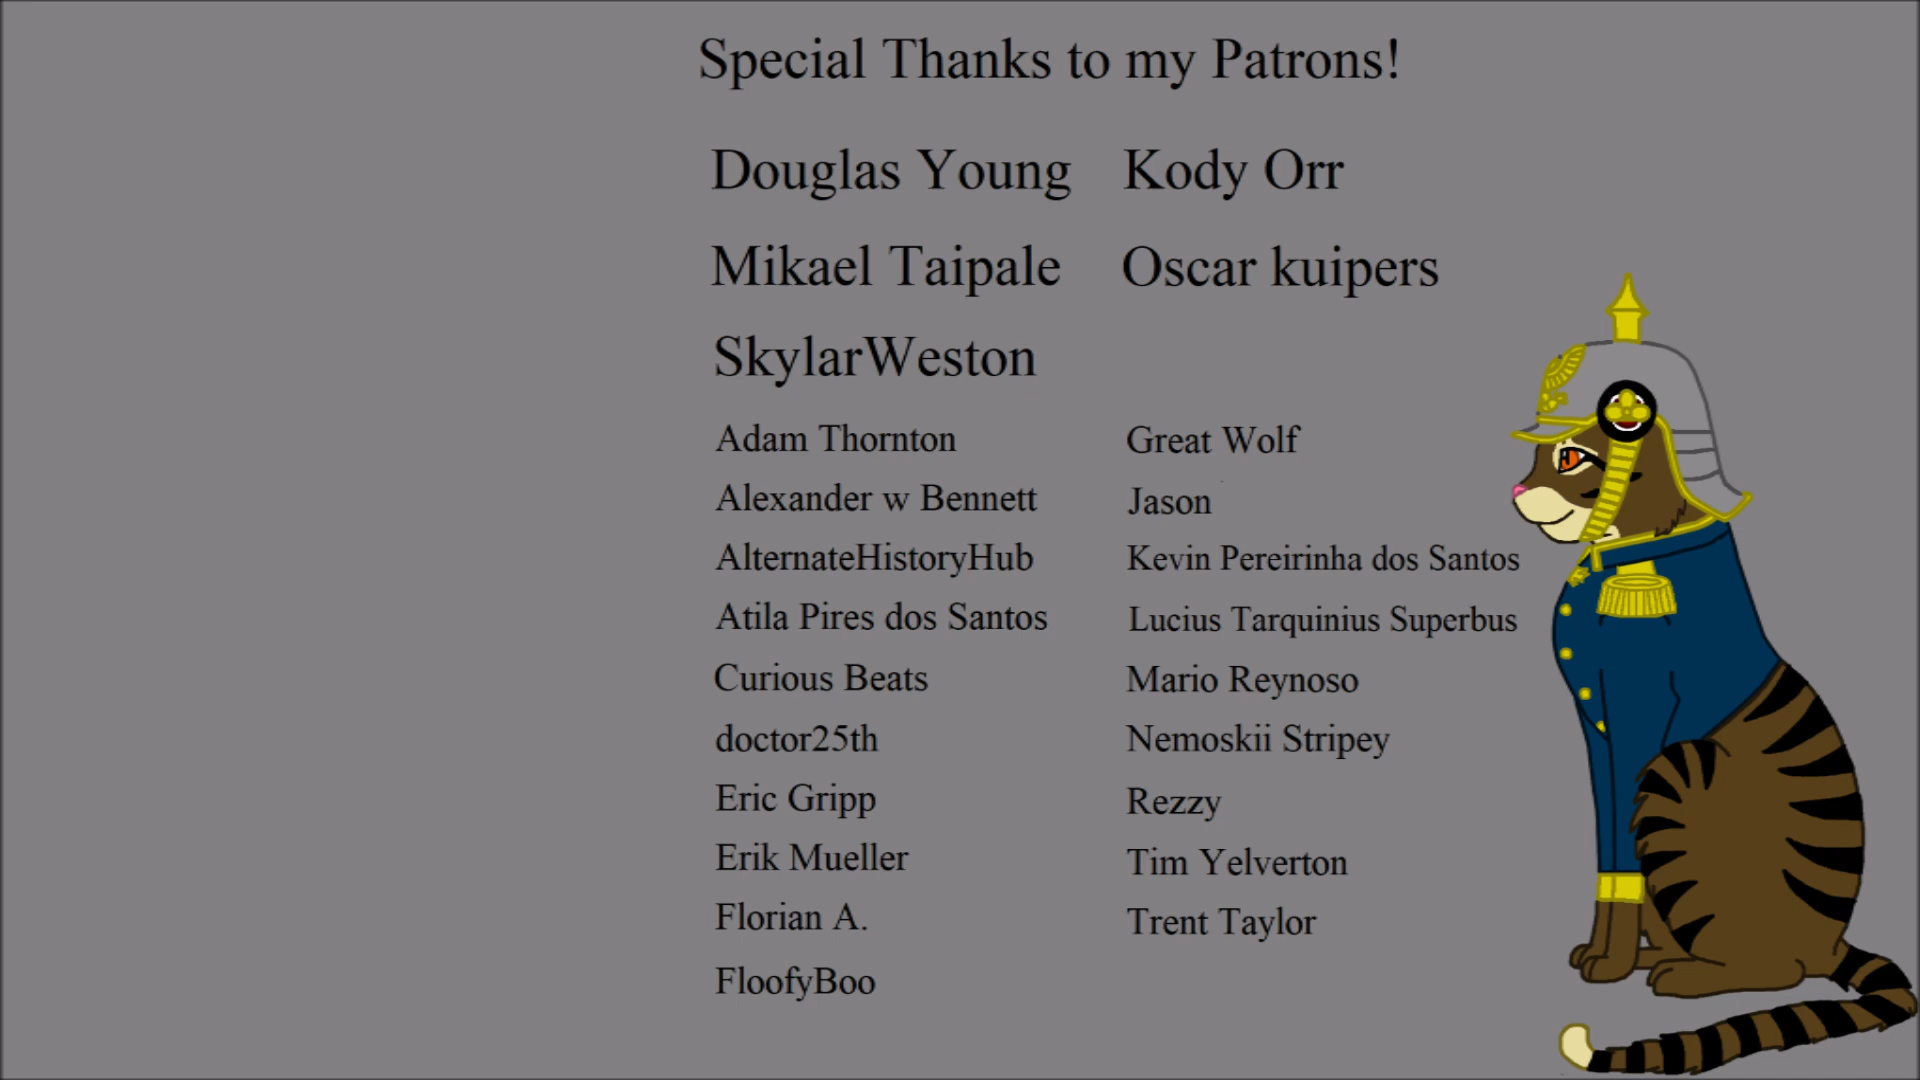 Special Thanks to my Patrons!
Douglas Young Kody Orr
Mikael Taipale Oscar kuipers
SkylarWeston
Adam Thornton Great Wolf
Alexander w Bennett Jason
AlternateHistoryHub Kevin Pereirinha dos Santos
Atila Pires dos Santos Lucius Tarquinius Superbus
Curious Beats Mario Reynoso
doctor25th Nemoskii Stripey
Eric Gripp Rezzy
Erik Mueller Tim Yelverton
Florian A. Trent Taylor
FloofyBoo